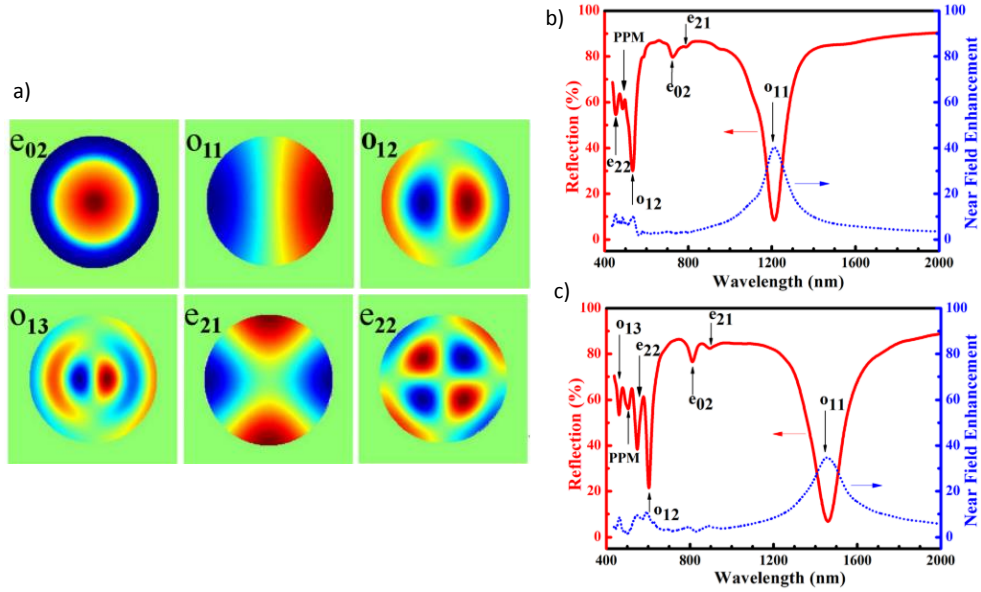 a)
e02
o11
o12
o13
e21
e22
b)
Reflection (%)
100
80
60
40
20
0
400
800
1200
1600
2000
Wavelength (nm)
100
80
60
40
20
0
Near Field Enhancement
PPM
e21
e02
o11
e22
o12
c)
Reflection (%)
100
80
60
40
20
0
400
800
1200
1600
2000
Wavelength (nm)
100
80
60
40
20
0
Near Field Enhancement
o13
e22
e21
e02
PPM
o11
o12